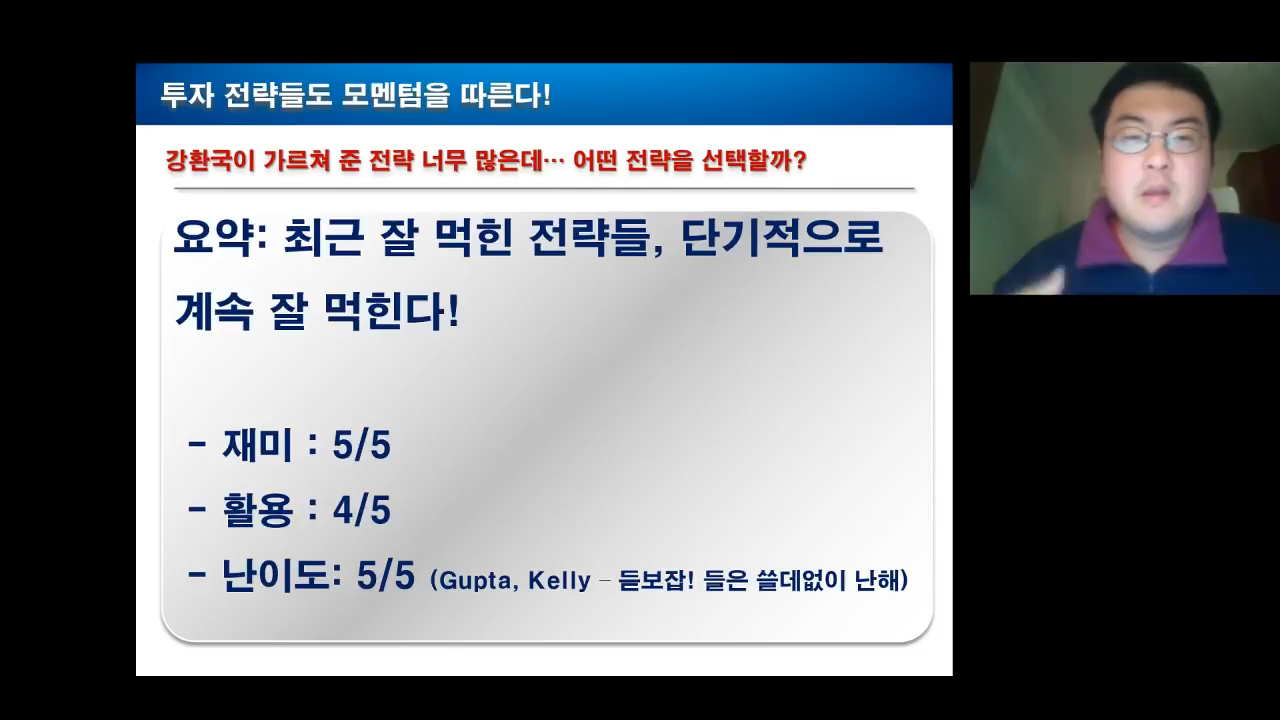 투자 전략들도 모멘텀을 따른다!
강환국이 가르쳐 준 전략 너무 많은데… 어떤 전략을 선택할까?
요약: 최근 잘 먹힌 전략들, 단기적으로
계속 잘 먹힌다!
- 재미 : 5/5
- 활용 : 4/5
- 난이도: 5/5 (Gupta, Kelly – 듣보잡! 들은 쓸데없이 난해)